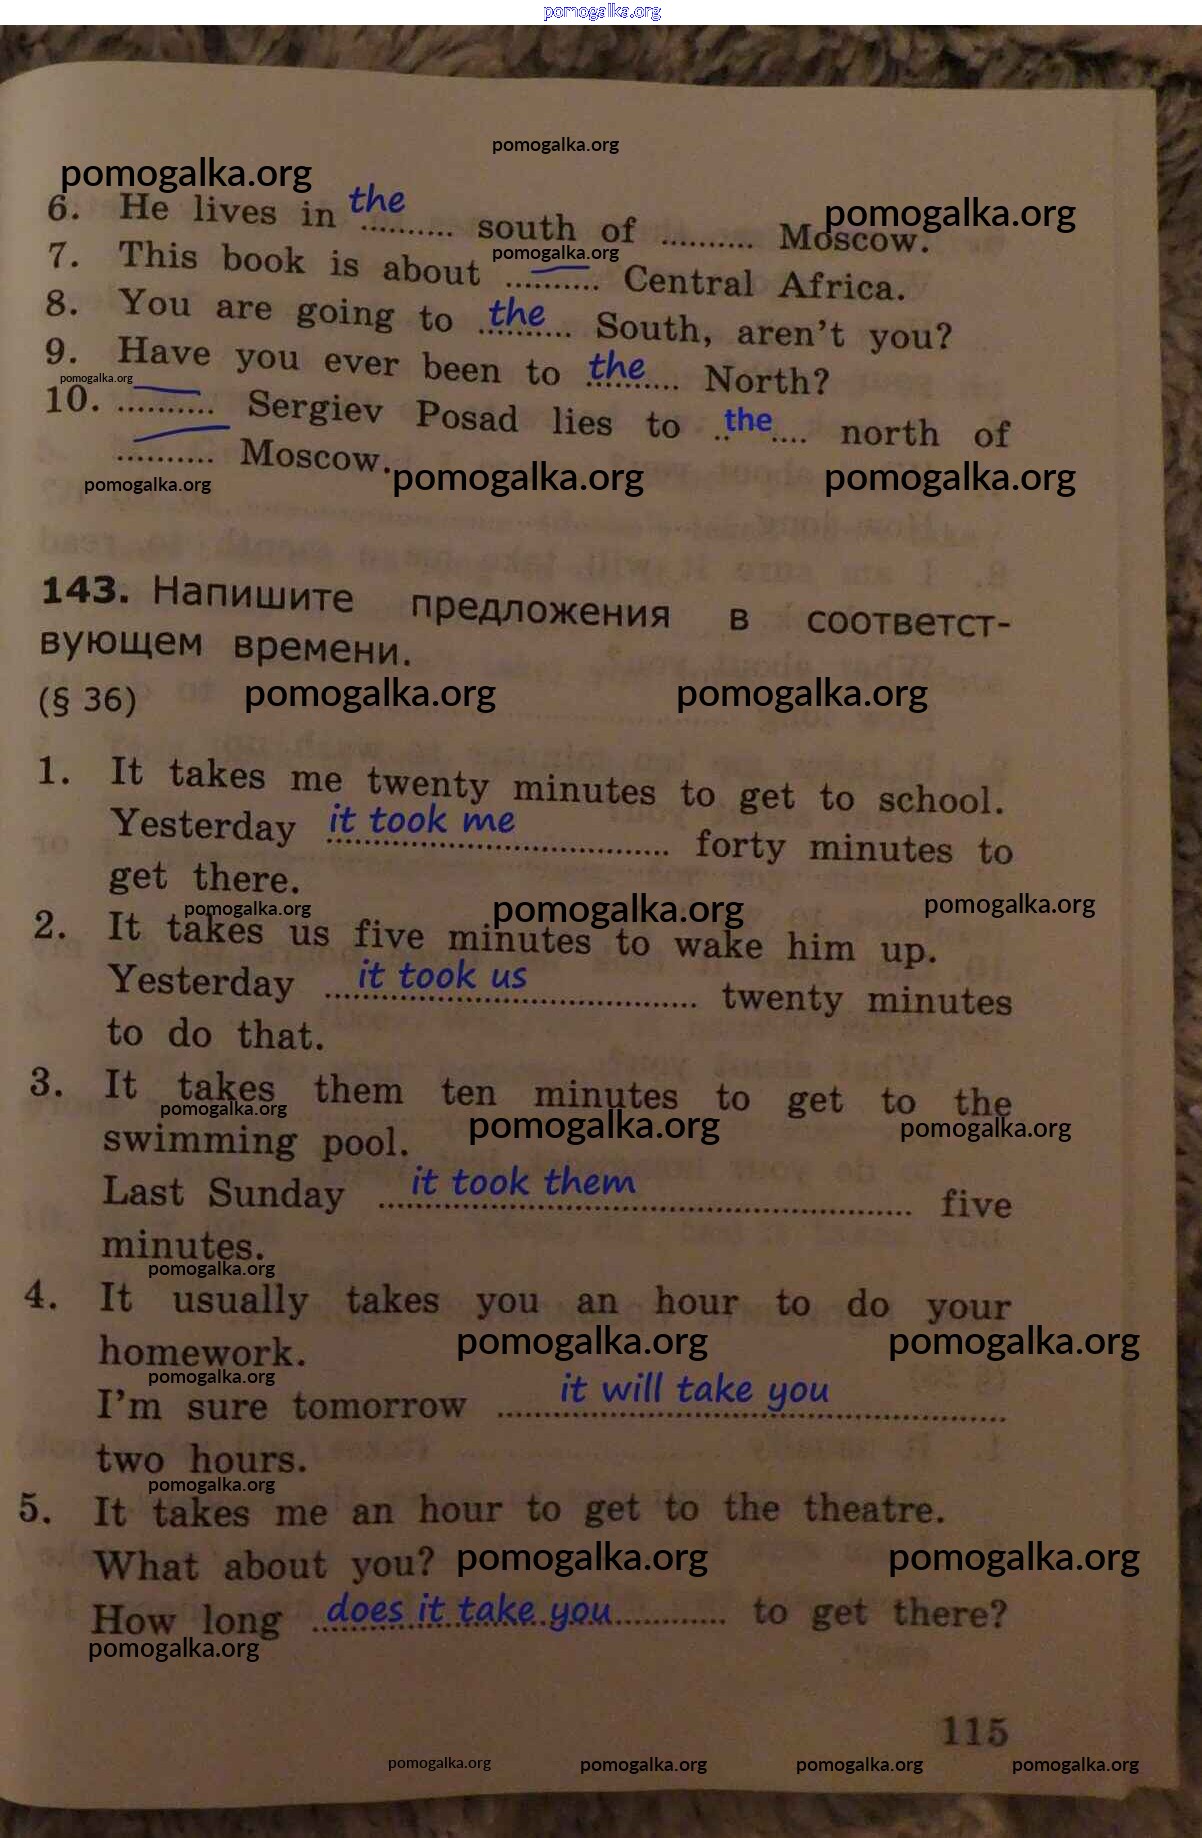 pomogalka.org
pomogalka.org
pomogalka.org
6. He lives in the .......... south of .......... Moscow.
pomogalka.org
pomogalka.org
7. This book is about .......... Central Africa.
8. You are going to the .......... South, aren't you?
9. Have you ever been to the .......... North?
pomogalka.org
10. .......... Sergiev Posad lies to .. the .... north of
.......... Moscow.
pomogalka.org pomogalka.org pomogalka.org
143. Напишите предложения в соответст-
вующем времени.
(§ 36) pomogalka.org pomogalka.org
1. It takes me twenty minutes to get to school.
Yesterday it took me .......... forty minutes to
get there.
pomogalka.org pomogalka.org pomogalka.org
2. It takes us five minutes to wake him up.
Yesterday it took us .......... twenty minutes
to do that.
3. It takes them ten minutes to get to the
pomogalka.org pomogalka.org pomogalka.org
swimming pool.
Last Sunday it took them .......... five
minutes.
pomogalka.org
4. It usually takes you an hour to do your
homework. pomogalka.org pomogalka.org
pomogalka.org
I'm sure tomorrow it will take you ..........
two hours.
pomogalka.org
5. It takes me an hour to get to the theatre.
What about you? pomogalka.org pomogalka.org
How long does it take you .......... to get there?
pomogalka.org
115
pomogalka.org pomogalka.org pomogalka.org pomogalka.org